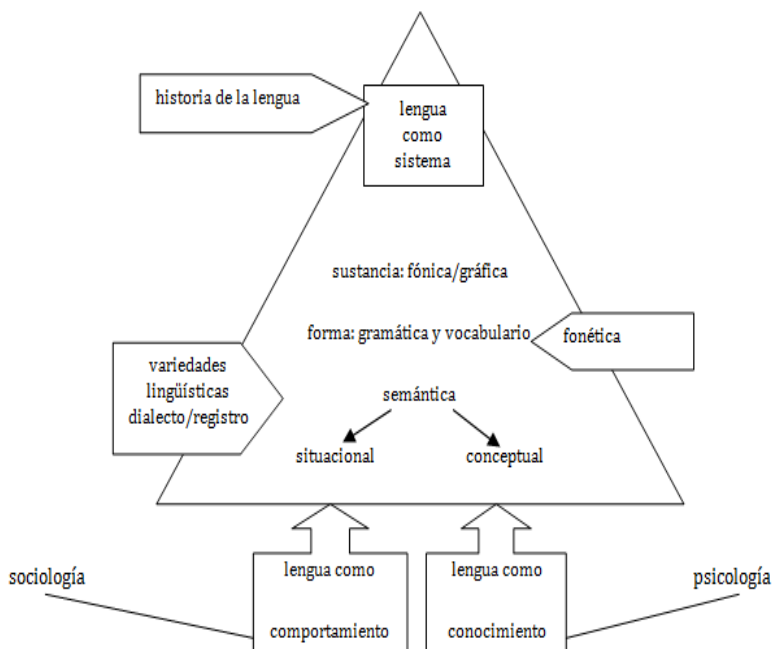 historia de la lengua
lengua
como
sistema
sustancia: fónica/gráfica
forma: gramática y vocabulario
fonética
variedades
lingüísticas
dialecto/registro
semántica
situacional
conceptual
sociología
lengua como
comportamiento
lengua como
conocimiento
psicología